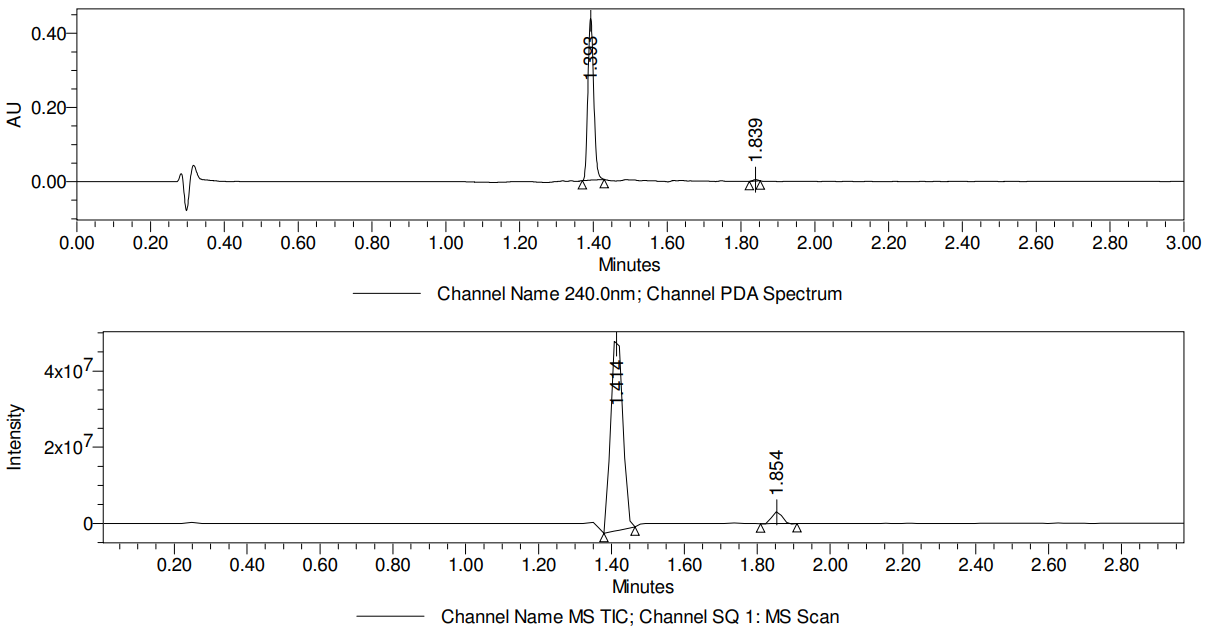 0.40
0.20
0.00
AU
1.393
1.839
0.00 0.20 0.40 0.60 0.80 1.00 1.20 1.40 1.60 1.80 2.00 2.20 2.40 2.60 2.80 3.00
Minutes
Channel Name 240.0nm; Channel PDA Spectrum
4x10⁷
2x10⁷
0
Intensity
1.414
1.854
0.20 0.40 0.60 0.80 1.00 1.20 1.40 1.60 1.80 2.00 2.20 2.40 2.60 2.80
Minutes
Channel Name MS TIC; Channel SQ 1: MS Scan